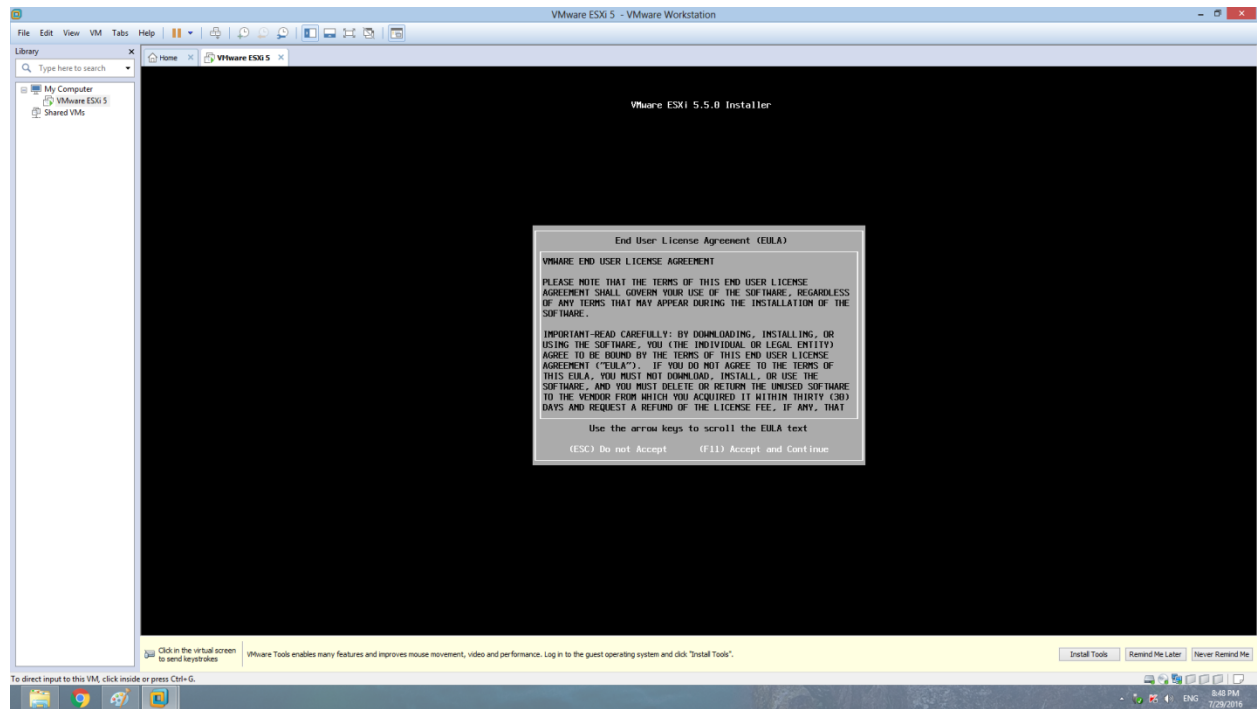 VMware ESXi 5 - VMware Workstation
File Edit View VM Tabs Help
Library
Type here to search
My Computer
VMware ESXi 5
Shared VMs
Home
VMware ESXi 5
VMware ESXi 5.5.0 Installer
End User License Agreement (EULA)
VMWARE END USER LICENSE AGREEMENT
PLEASE NOTE THAT THE TERMS OF THIS END USER LICENSE
AGREEMENT SHALL GOVERN YOUR USE OF THE SOFTWARE, REGARDLESS
OF ANY TERMS THAT MAY APPEAR DURING THE INSTALLATION OF THE
SOFTWARE.
IMPORTANT-READ CAREFULLY: BY DOWNLOADING, INSTALLING, OR
USING THE SOFTWARE, YOU (THE INDIVIDUAL OR LEGAL ENTITY)
AGREE TO BE BOUND BY THE TERMS OF THIS END USER LICENSE
AGREEMENT ("EULA"). IF YOU DO NOT AGREE TO THE TERMS OF
THIS EULA, YOU MUST NOT DOWNLOAD, INSTALL, OR USE THE
SOFTWARE, AND YOU MUST DELETE OR RETURN THE UNUSED SOFTWARE
TO THE VENDOR FROM WHICH YOU ACQUIRED IT WITHIN THIRTY (30)
DAYS AND REQUEST A REFUND OF THE LICENSE FEE, IF ANY, THAT
Use the arrow keys to scroll the EULA text
(ESC) Do not Accept (F11) Accept and Continue
Click in the virtual screen
to send keystrokes
VMware Tools enables many features and improves mouse movement, video and performance. Log in to the guest operating system and click "Install Tools".
Install Tools
Remind Me Later
Never Remind Me
To direct input to this VM, click inside or press Ctrl+G.
ENG
8:48 PM
7/29/2016